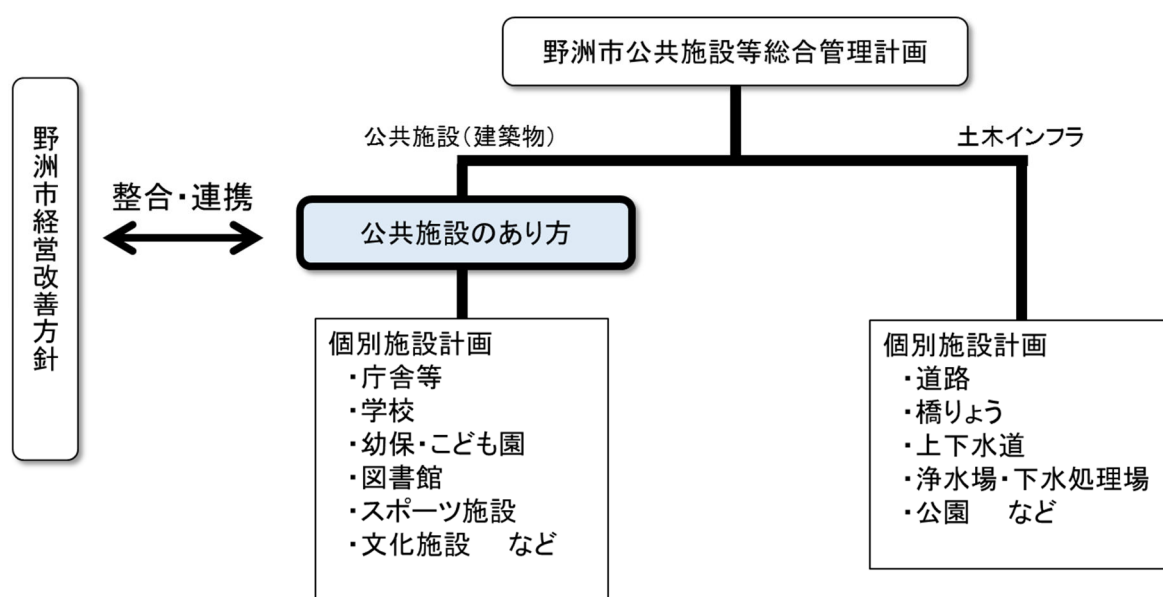 野洲市公共施設等総合管理計画
公共施設(建築物)
土木インフラ
野洲市経営改善方針
整合・連携
公共施設のあり方
個別施設計画
・庁舎等
・学校
・幼保・こども園
・図書館
・スポーツ施設
・文化施設 など
個別施設計画
・道路
・橋りょう
・上下水道
・浄水場・下水処理場
・公園 など